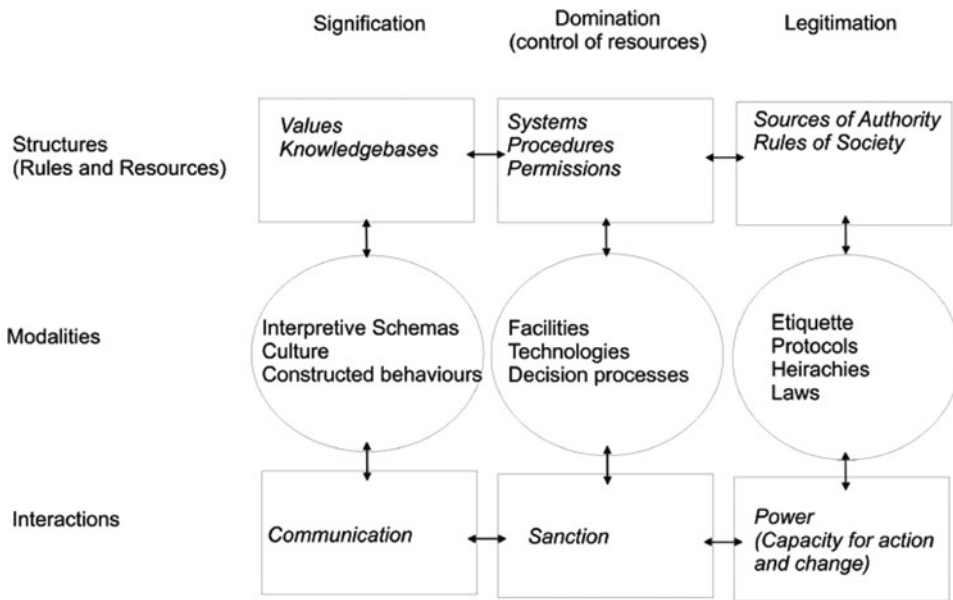 Signification
Domination
(control of resources)
Legitimation
Structures
(Rules and Resources)
Values
Knowledgebases
Systems
Procedures
Permissions
Sources of Authority
Rules of Society
Modalities
Interpretive Schemas
Culture
Constructed behaviours
Facilities
Technologies
Decision processes
Etiquette
Protocols
Heirachies
Laws
Interactions
Communication
Sanction
Power
(Capacity for action
and change)